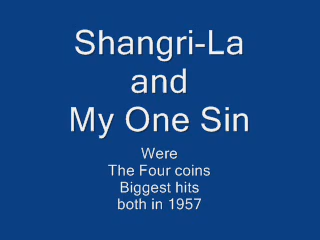 Shangri-La
and
My One Sin
Were
The Four coins
Biggest hits
both in 1957